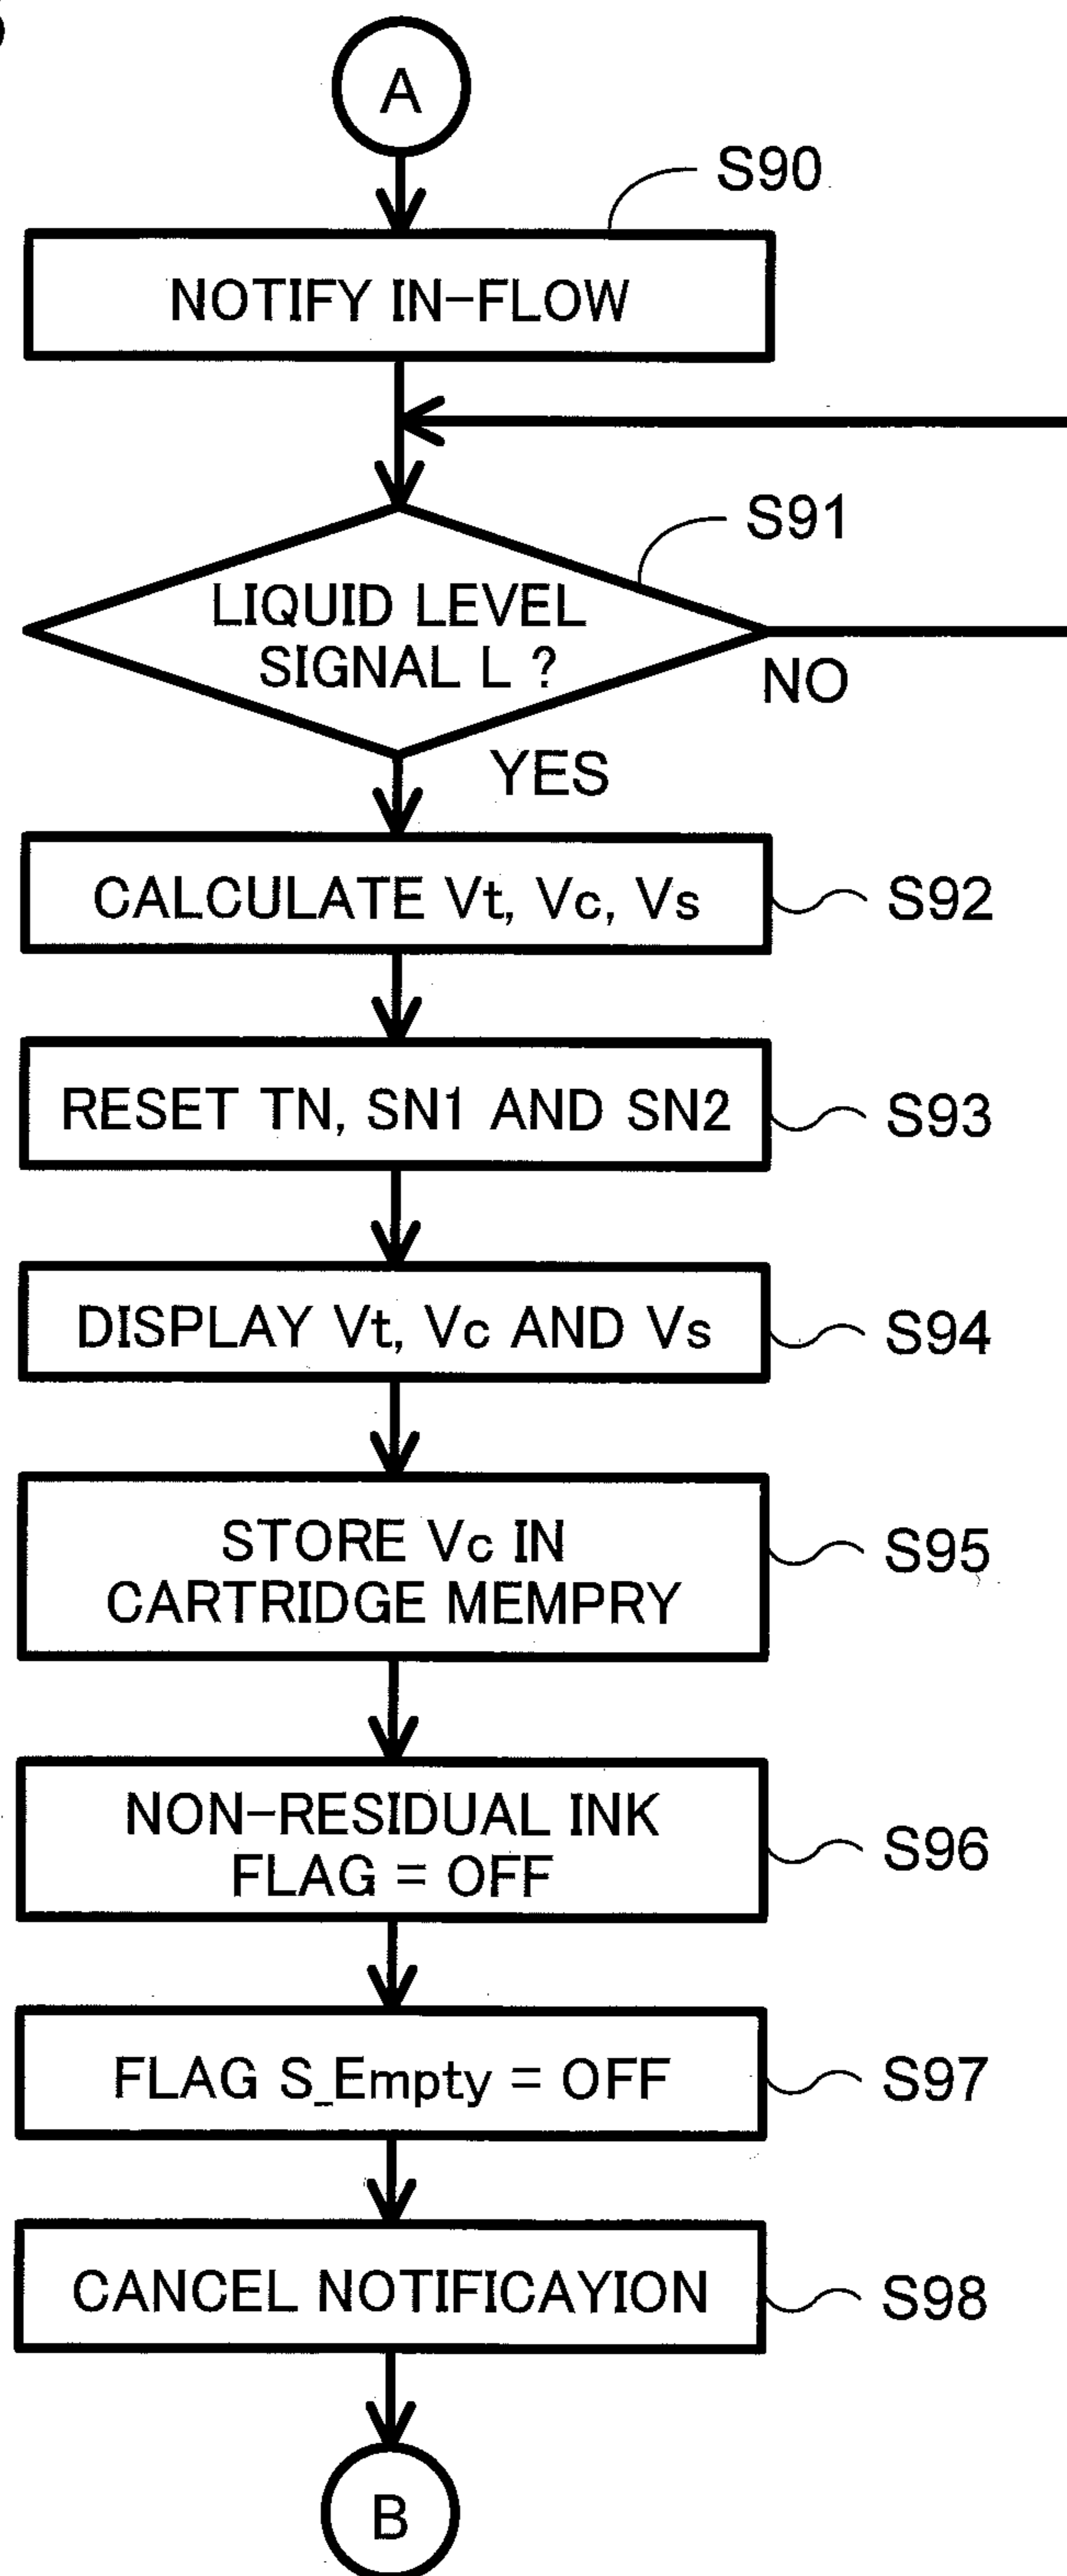 A
S90
NOTIFY IN-FLOW
S91
LIQUID LEVEL
SIGNAL L ?
NO
YES
CALCULATE Vt, Vc, Vs
S92
RESET TN, SN1 AND SN2
S93
DISPLAY Vt, Vc AND Vs
S94
STORE Vc IN
CARTRIDGE MEMPRY
S95
NON-RESIDUAL INK
FLAG = OFF
S96
FLAG S_Empty = OFF
S97
CANCEL NOTIFICAYION
S98
B